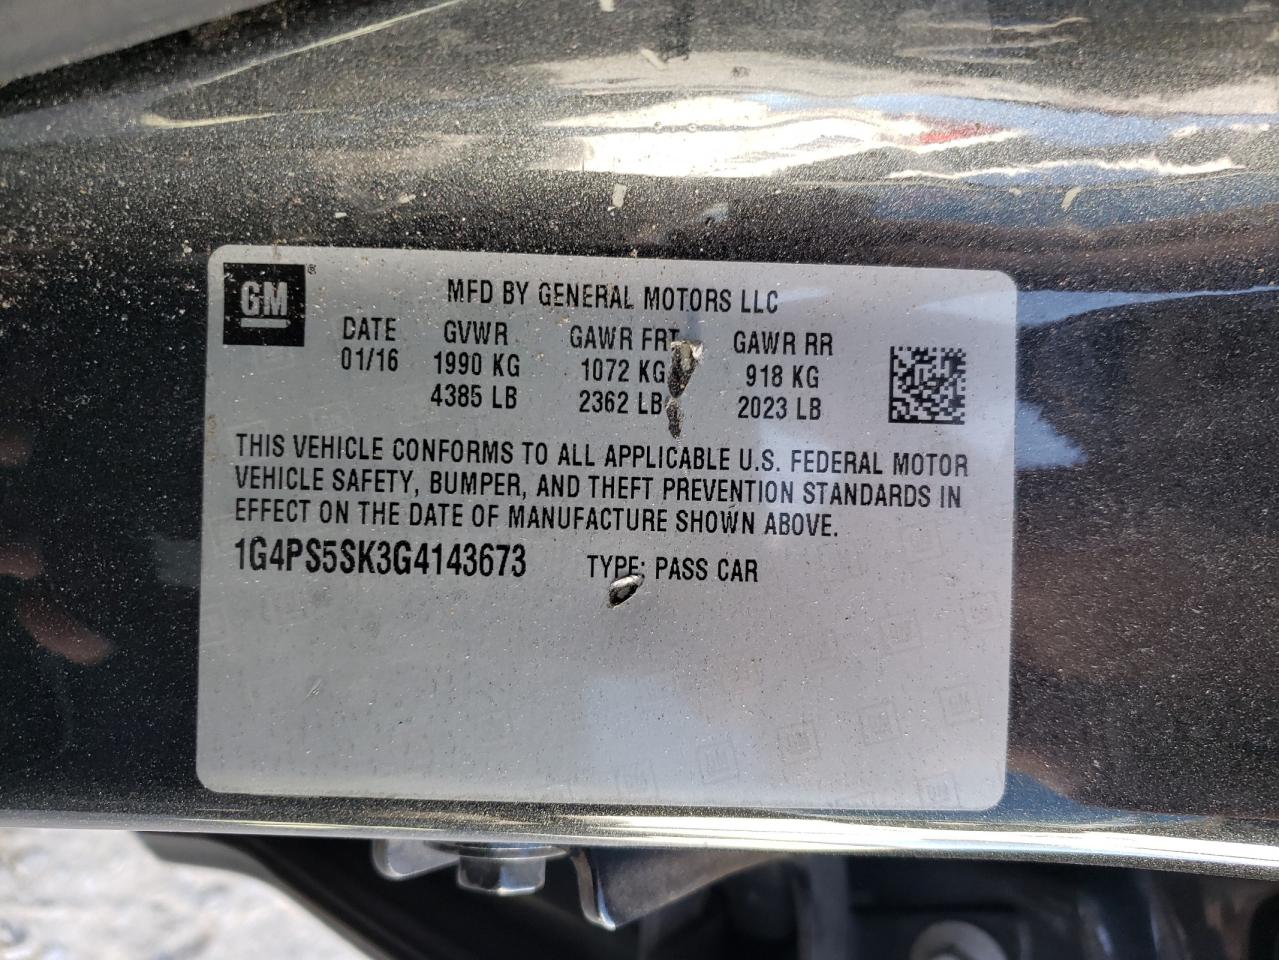 GM ® MFD BY GENERAL MOTORS LLC
DATE GVWR GAWR FRT GAWR RR
01/16 1990 KG 1072 KG 918 KG
4385 LB 2362 LB 2023 LB
THIS VEHICLE CONFORMS TO ALL APPLICABLE U.S. FEDERAL MOTOR
VEHICLE SAFETY, BUMPER, AND THEFT PREVENTION STANDARDS IN
EFFECT ON THE DATE OF MANUFACTURE SHOWN ABOVE.
1G4PS5SK3G4143673 TYPE: PASS CAR